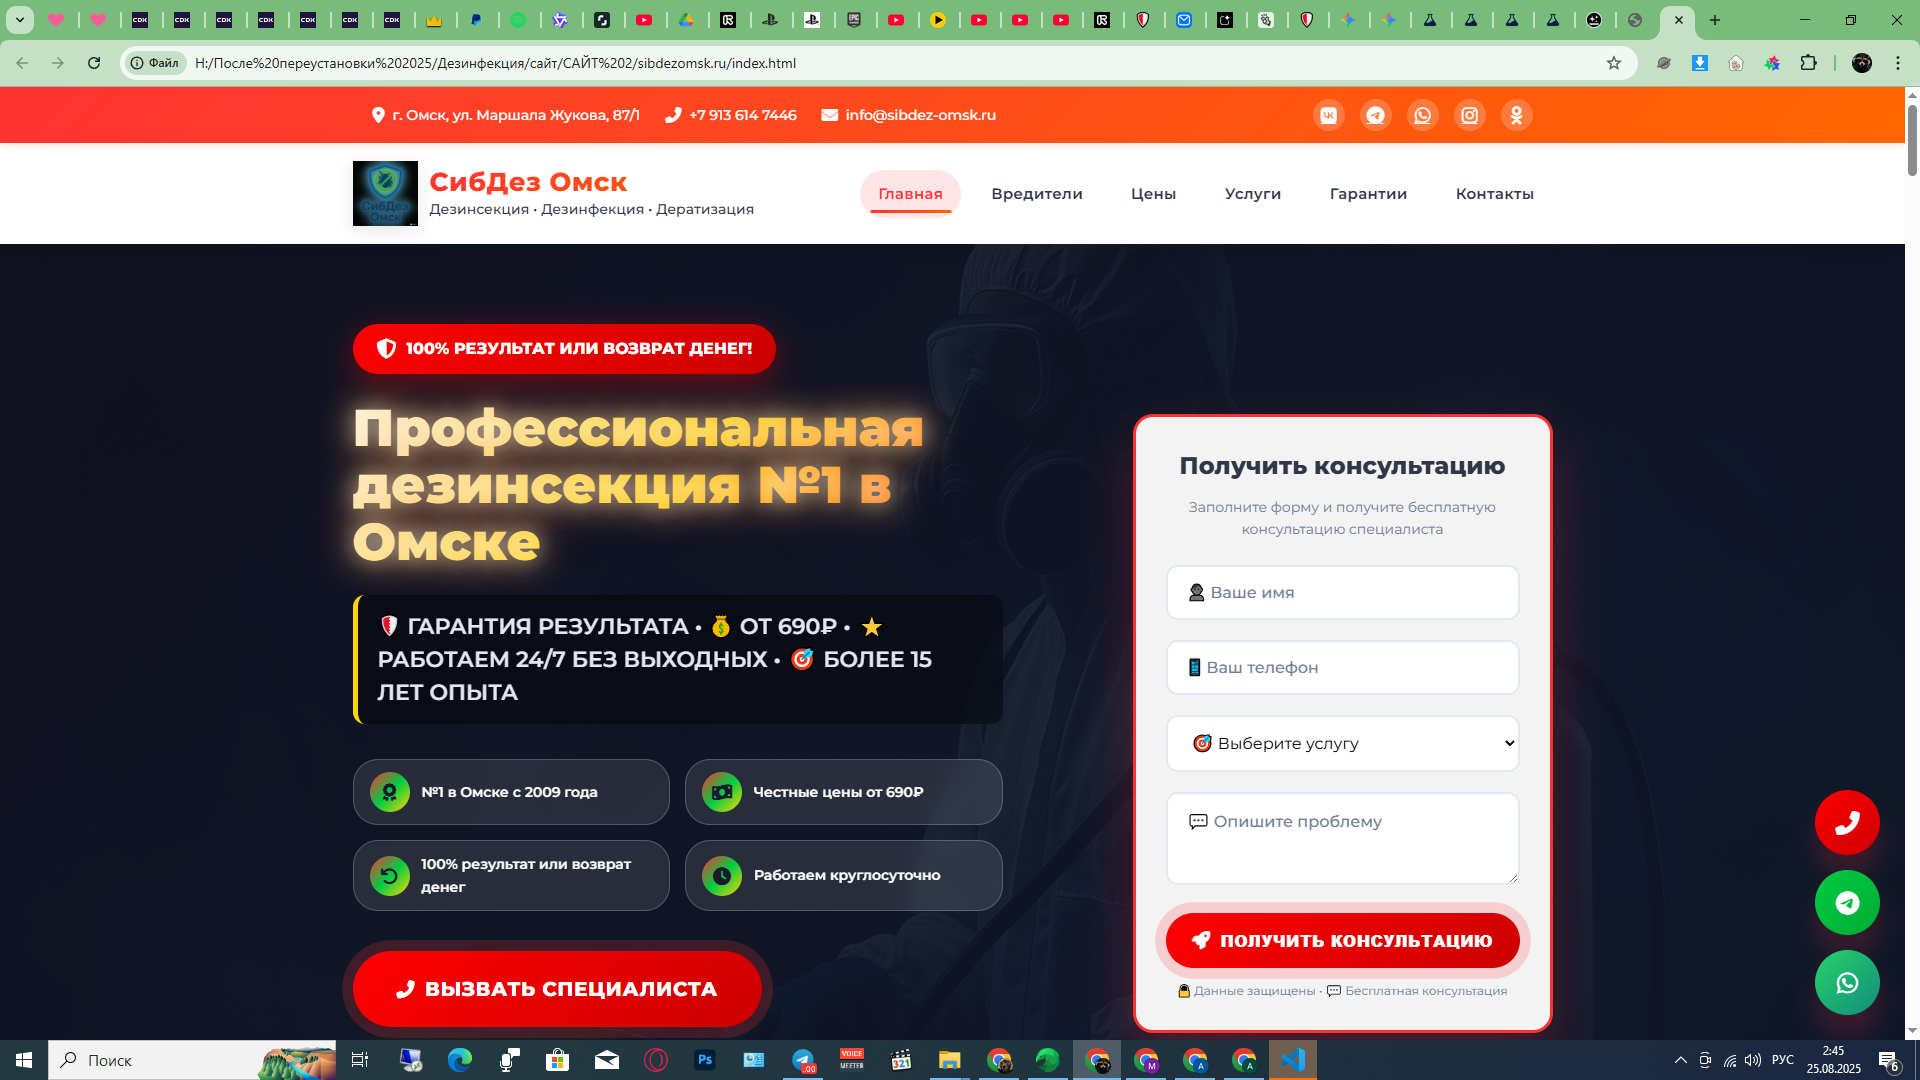 Файл
H:/После%20переустановки%202025/Дезинфекция/сайт/САЙТ%202/sibdezomsk.ru/index.html
г. Омск, ул. Маршала Жукова, 87/1
+7 913 614 7446
info@sibdez-omsk.ru
СибДез Омск
Дезинсекция • Дезинфекция • Дератизация
Главная
Вредители
Цены
Услуги
Гарантии
Контакты
100% РЕЗУЛЬТАТ ИЛИ ВОЗВРАТ ДЕНЕГ!
Профессиональная
дезинсекция №1 в
Омске
ГАРАНТИЯ РЕЗУЛЬТАТА • 💰 ОТ 690₽ • ⭐
РАБОТАЕМ 24/7 БЕЗ ВЫХОДНЫХ • 🎯 БОЛЕЕ 15
ЛЕТ ОПЫТА
№1 в Омске с 2009 года
Честные цены от 690₽
100% результат или возврат
денег
Работаем круглосуточно
ВЫЗВАТЬ СПЕЦИАЛИСТА
Получить консультацию
Заполните форму и получите бесплатную
консультацию специалиста
Ваше имя
Ваш телефон
Выберите услугу
Опишите проблему
ПОЛУЧИТЬ КОНСУЛЬТАЦИЮ
Данные защищены • 💬 Бесплатная консультация
Поиск
РУС
2:45
25.08.2025
6